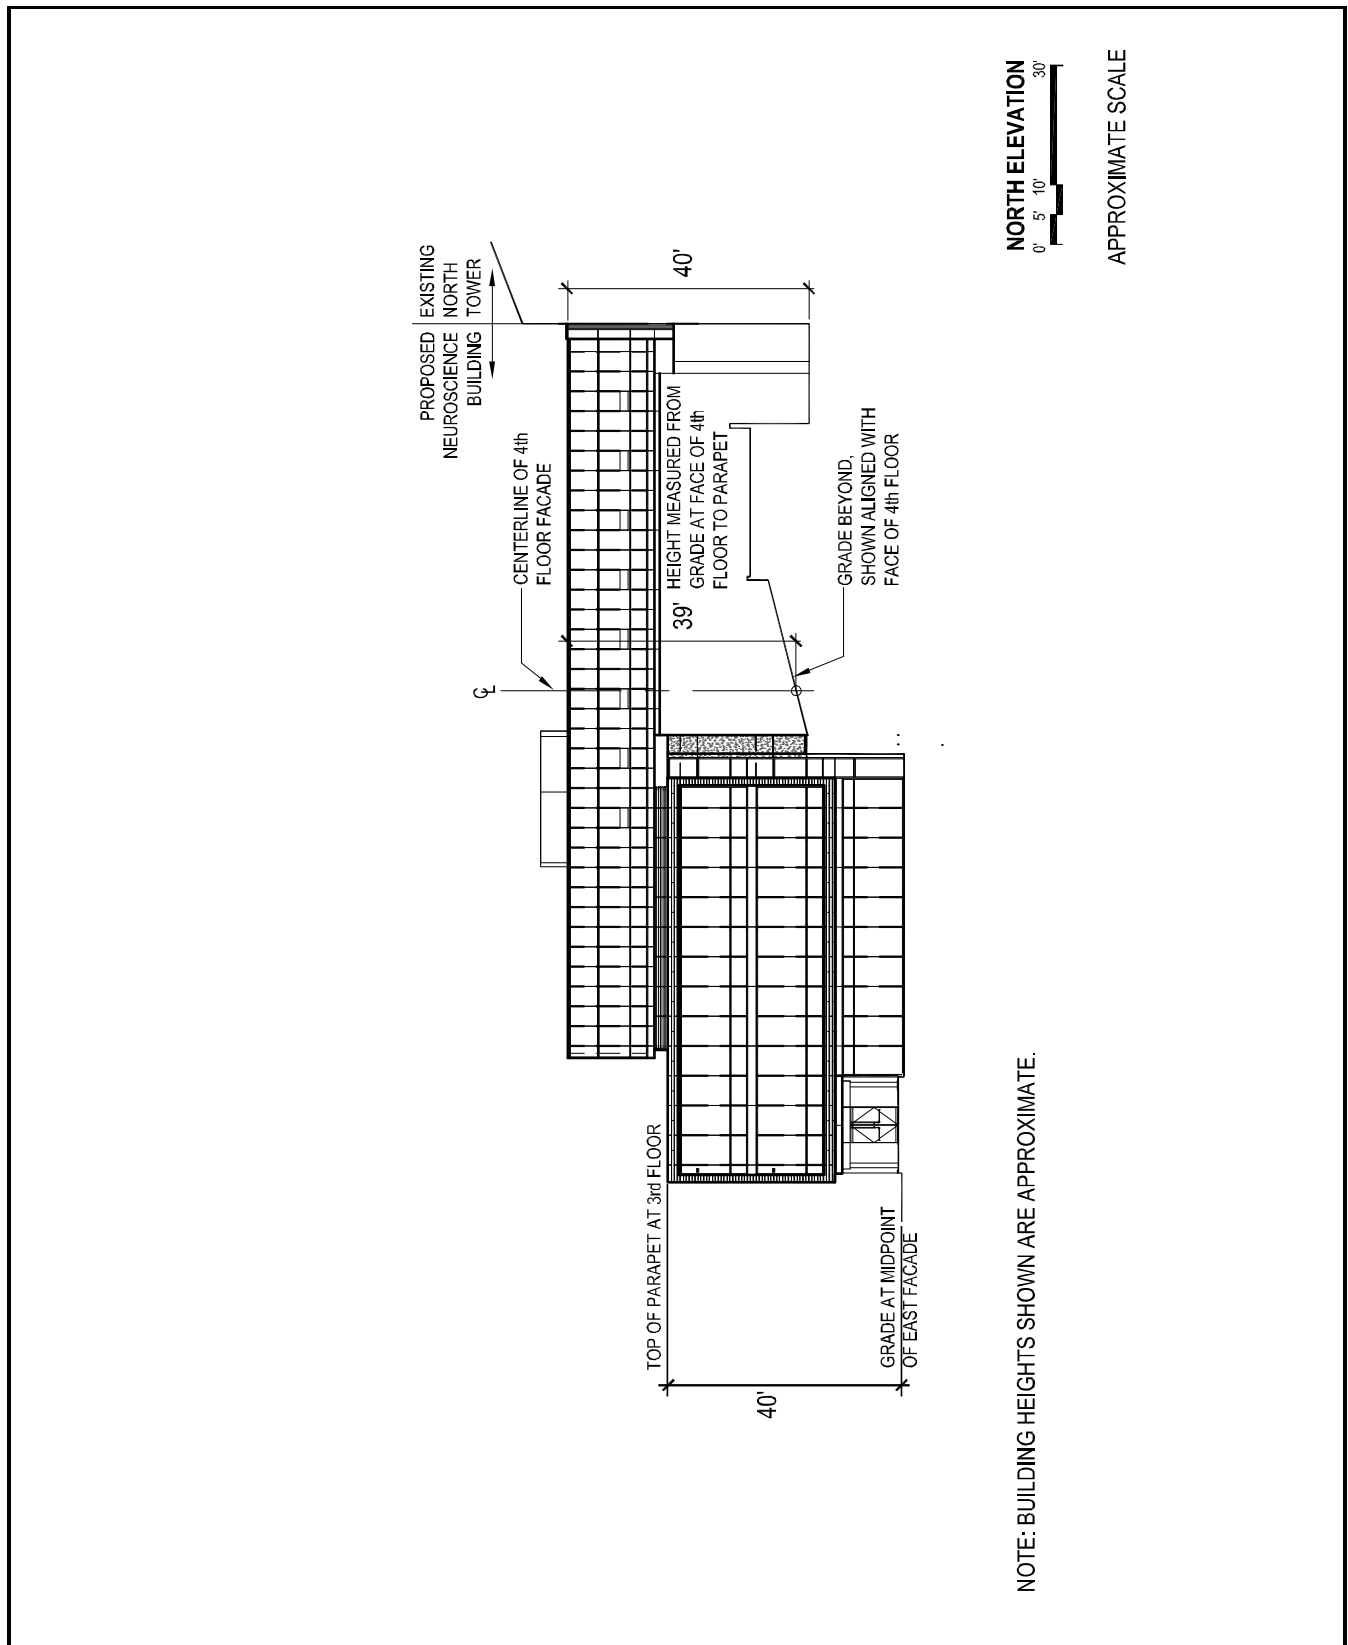 PROPOSED
NEUROSCIENCE
BUILDING
EXISTING
NORTH
TOWER
CENTERLINE OF 4th
FLOOR FACADE
℄
40'
39'
HEIGHT MEASURED FROM
GRADE AT FACE OF 4th
FLOOR TO PARAPET
GRADE BEYOND,
SHOWN ALIGNED WITH
FACE OF 4th FLOOR
TOP OF PARAPET AT 3rd FLOOR
40'
GRADE AT MIDPOINT
OF EAST FACADE
NOTE: BUILDING HEIGHTS SHOWN ARE APPROXIMATE.
NORTH ELEVATION
0' 5' 10' 30'
APPROXIMATE SCALE